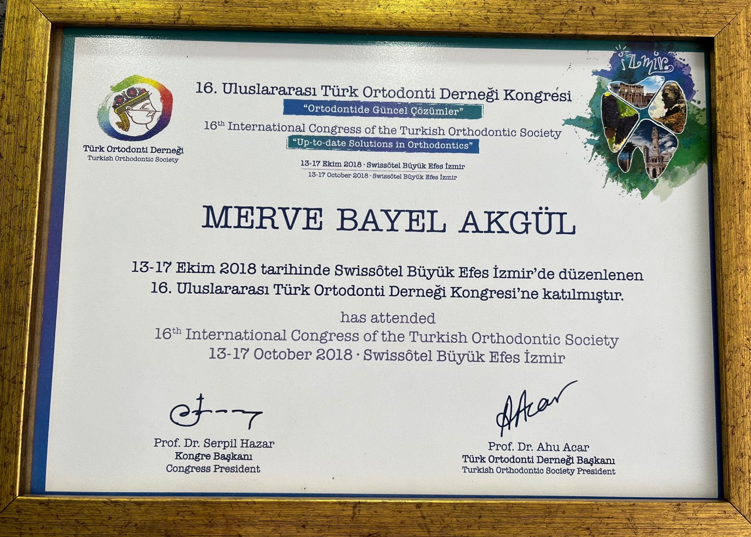 izmir
16. Uluslararası Türk Ortodonti Derneği Kongresi
"Ortodontide Güncel Çözümler"
16th International Congress of the Turkish Orthodontic Society
"Up-to-date Solutions in Orthodontics"
13-17 Ekim 2018 · Swissôtel Büyük Efes İzmir
13-17 October 2018 · Swissôtel Büyük Efes İzmir
Türk Ortodonti Derneği
Turkish Orthodontic Society
MERVE BAYEL AKGÜL
13-17 Ekim 2018 tarihinde Swissôtel Büyük Efes İzmir'de düzenlenen
16. Uluslararası Türk Ortodonti Derneği Kongresi'ne katılmıştır.
has attended
16th International Congress of the Turkish Orthodontic Society
13-17 October 2018 · Swissôtel Büyük Efes İzmir
Prof. Dr. Serpil Hazar
Kongre Başkanı
Congress President
AAcar
Prof. Dr. Ahu Acar
Türk Ortodonti Derneği Başkanı
Turkish Orthodontic Society President